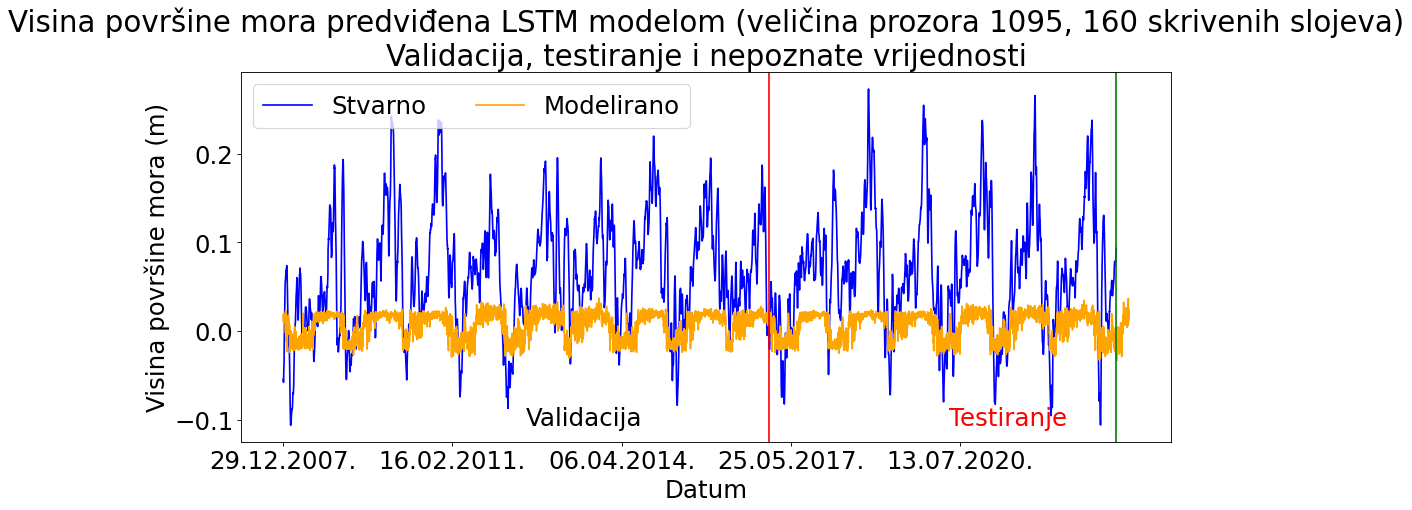 Visina površine mora predviđena LSTM modelom (veličina prozora 1095, 160 skrivenih slojeva)
Validacija, testiranje i nepoznate vrijednosti
Stvarno Modelirano
Visina površine mora (m)
0.2
0.1
0.0
−0.1
Validacija
Testiranje
29.12.2007. 16.02.2011. 06.04.2014. 25.05.2017. 13.07.2020.
Datum